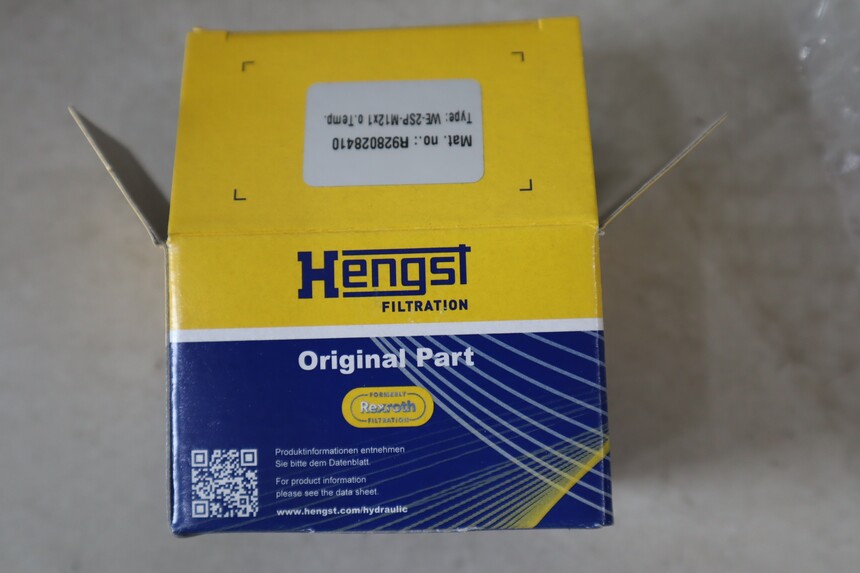 Mat. no.: R928028410
Type: WE-2SP-M12x1 o.Temp.
Hengst
FILTRATION
Original Part
FORMERLY
Rexroth
FILTRATION
Produktinformationen entnehmen
Sie bitte dem Datenblatt.
For product information
please see the data sheet.
www.hengst.com/hydraulic